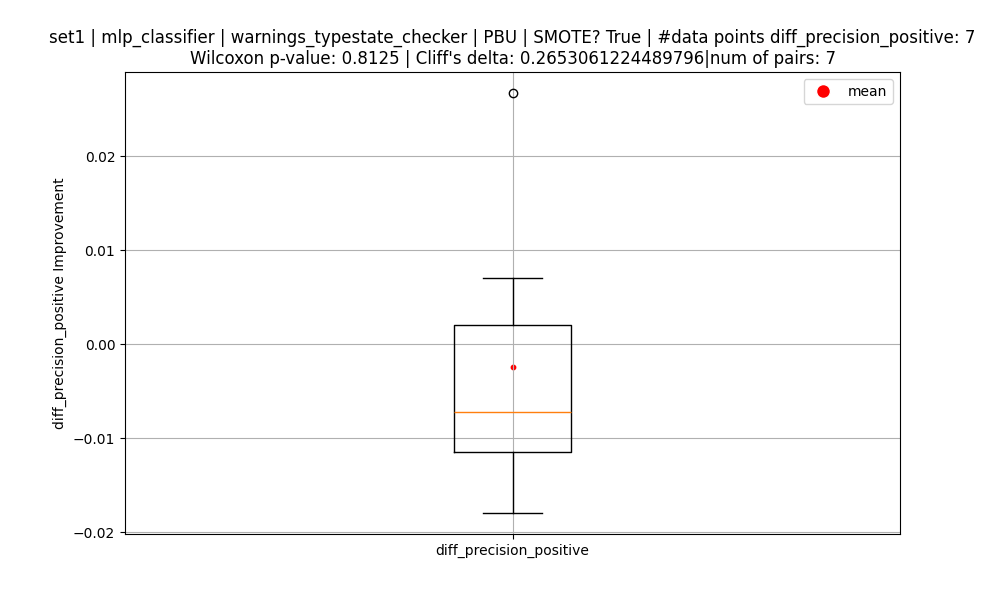 set1 | mlp_classifier | warnings_typestate_checker | PBU | SMOTE? True | #data points diff_precision_positive: 7
Wilcoxon p-value: 0.8125 | Cliff's delta: 0.2653061224489796|num of pairs: 7
mean
diff_precision_positive Improvement
0.02
0.01
0.00
−0.01
−0.02
diff_precision_positive